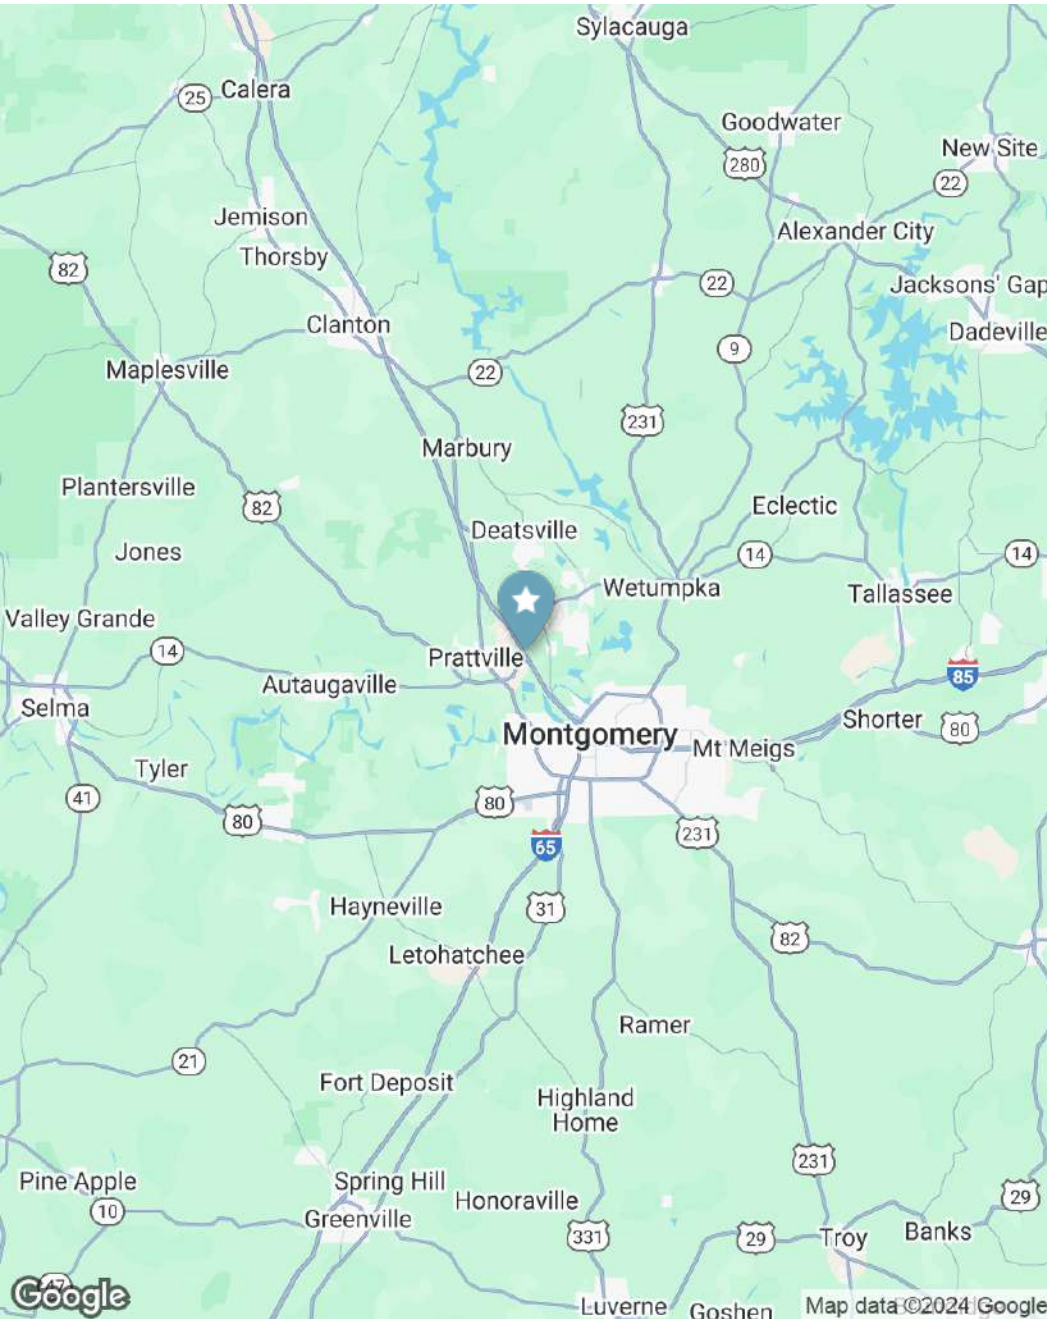 Sylacauga
25
Calera
Goodwater
280
New Site
22
Jemison
Alexander City
Thorsby
82
22
Jacksons' Gap
Clanton
Dadeville
9
Maplesville
22
231
Marbury
Plantersville
82
Eclectic
Deatsville
Jones
14
14
Wetumpka
Tallassee
Valley Grande
14
Prattville
85
Autaugaville
Selma
Shorter
80
Montgomery
Mt Meigs
Tyler
41
80
80
231
65
Hayneville
31
82
Letohatchee
Ramer
21
Fort Deposit
Highland
Home
231
Pine Apple
Spring Hill
29
Honoraville
10
Greenville
331
29
Troy
Banks
Google
Luverne
Goshen
Map data ©2024 Google